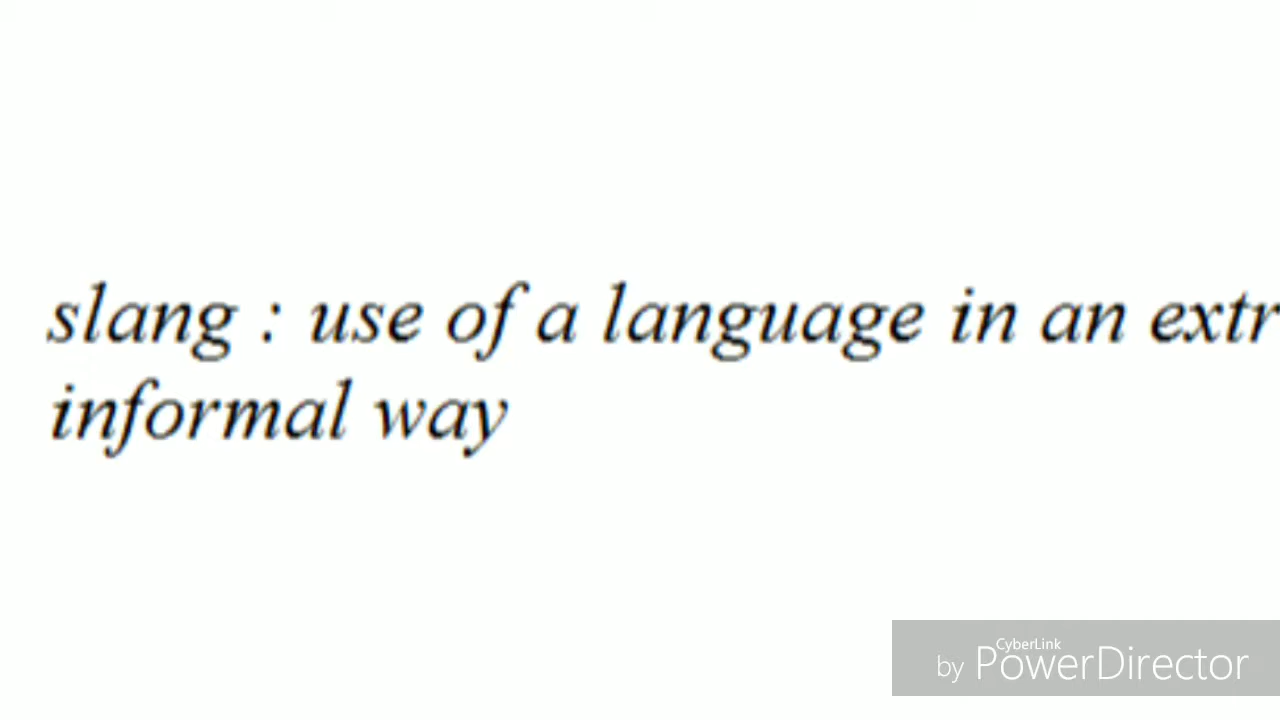 slang : use of a language in an extr
informal way
CyberLink
by PowerDirector